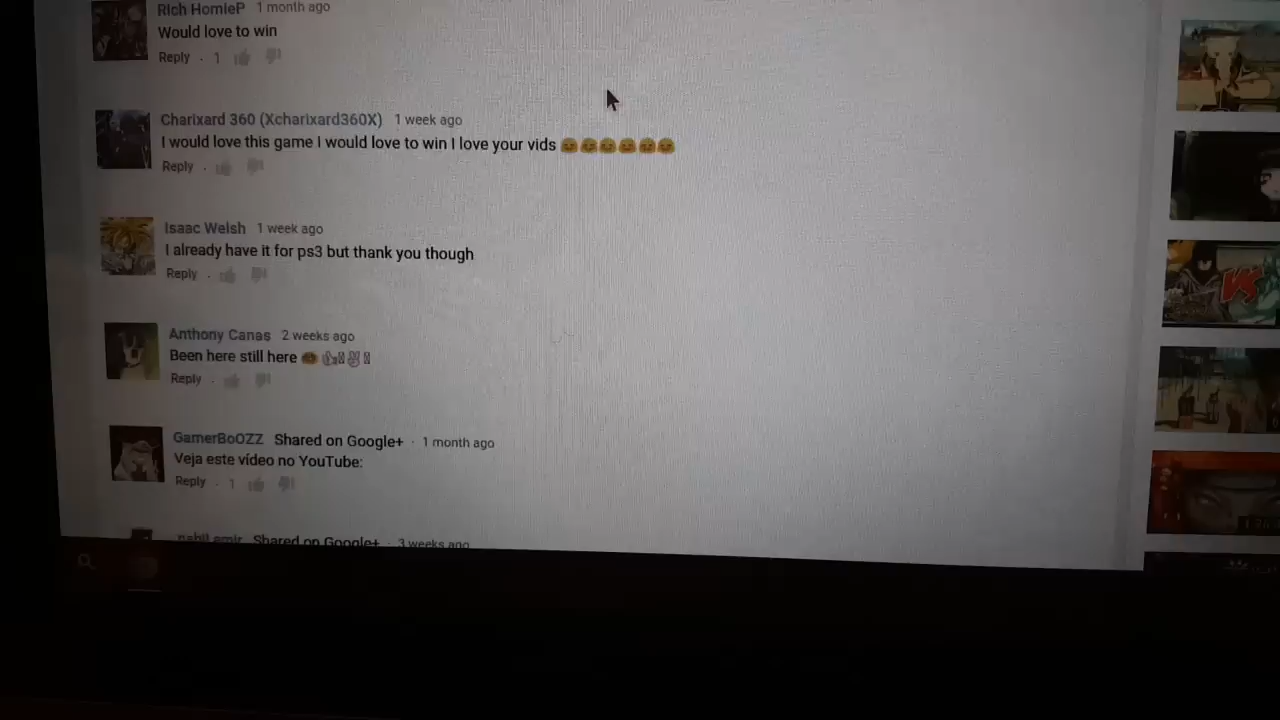 Rich HomieP 1 month ago
Would love to win
Reply · 1
Charixard 360 (Xcharixard360X) 1 week ago
I would love this game I would love to win I love your vids 😄😄😄😄😄😄
Reply ·
Isaac Welsh 1 week ago
I already have it for ps3 but thank you though
Reply ·
Anthony Canas 2 weeks ago
Been here still here
Reply ·
GamerBoOZZ Shared on Google+ · 1 month ago
Veja este vídeo no YouTube:
Reply · 1
nabil amir Shared on Google+ · 3 weeks ago
VS